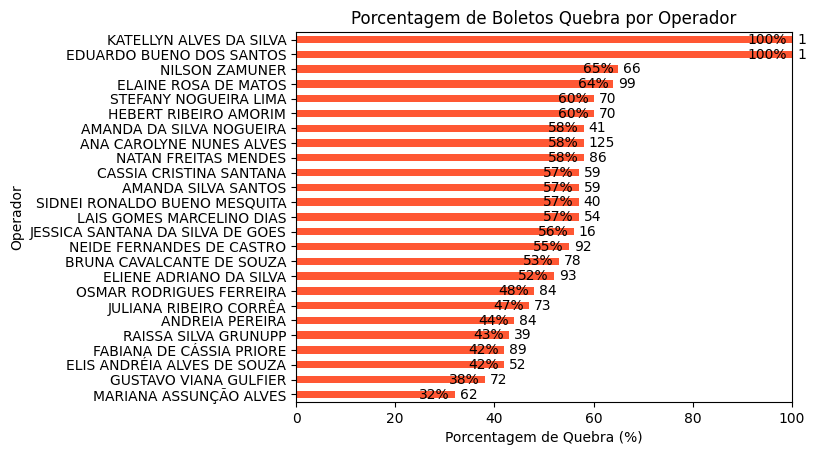 Porcentagem de Boletos Quebra por Operador
KATELLYN ALVES DA SILVA 100% 1
EDUARDO BUENO DOS SANTOS 100% 1
NILSON ZAMUNER 65% 66
ELAINE ROSA DE MATOS 64% 99
STEFANY NOGUEIRA LIMA 60% 70
HEBERT RIBEIRO AMORIM 60% 70
AMANDA DA SILVA NOGUEIRA 58% 41
ANA CAROLYNE NUNES ALVES 58% 125
NATAN FREITAS MENDES 58% 86
CASSIA CRISTINA SANTANA 57% 59
AMANDA SILVA SANTOS 57% 59
SIDNEI RONALDO BUENO MESQUITA 57% 40
LAIS GOMES MARCELINO DIAS 57% 54
JESSICA SANTANA DA SILVA DE GOES 56% 16
NEIDE FERNANDES DE CASTRO 55% 92
BRUNA CAVALCANTE DE SOUZA 53% 78
ELIENE ADRIANO DA SILVA 52% 93
OSMAR RODRIGUES FERREIRA 48% 84
JULIANA RIBEIRO CORRÊA 47% 73
ANDREIA PEREIRA 44% 84
RAISSA SILVA GRUNUPP 43% 39
FABIANA DE CÁSSIA PRIORE 42% 89
ELIS ANDRÉIA ALVES DE SOUZA 42% 52
GUSTAVO VIANA GULFIER 38% 72
MARIANA ASSUNÇÃO ALVES 32% 62
Operador
0 20 40 60 80 100
Porcentagem de Quebra (%)